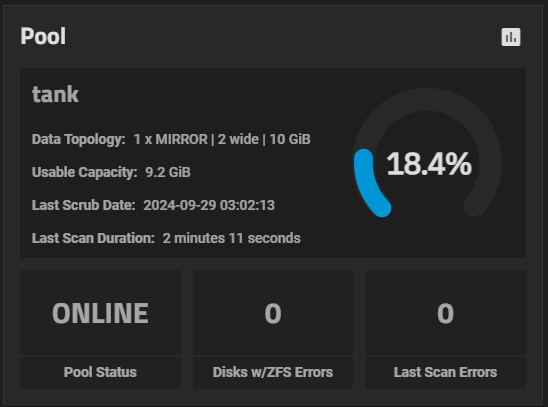 Pool
tank
Data Topology: 1 x MIRROR | 2 wide | 10 GiB
Usable Capacity: 9.2 GiB
Last Scrub Date: 2024-09-29 03:02:13
Last Scan Duration: 2 minutes 11 seconds
18.4%
ONLINE
Pool Status
0
Disks w/ZFS Errors
0
Last Scan Errors